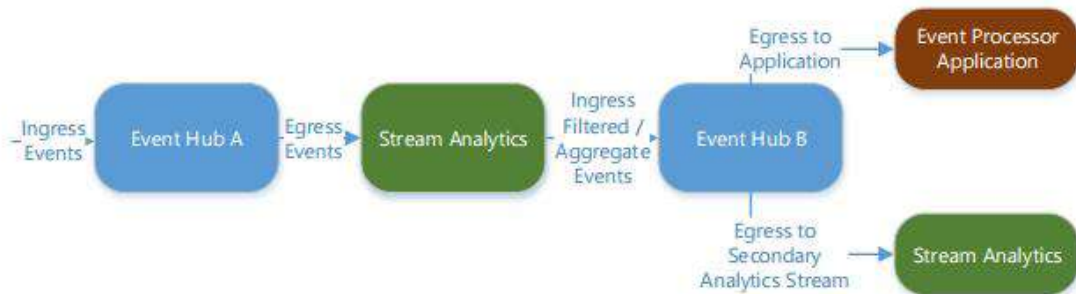 Ingress
Events
Event Hub A
Egress
Events
Stream Analytics
Ingress
Filtered /
Aggregate
Events
Event Hub B
Egress to
Application
Event Processor
Application
Egress to
Secondary
Analytics Stream
Stream Analytics